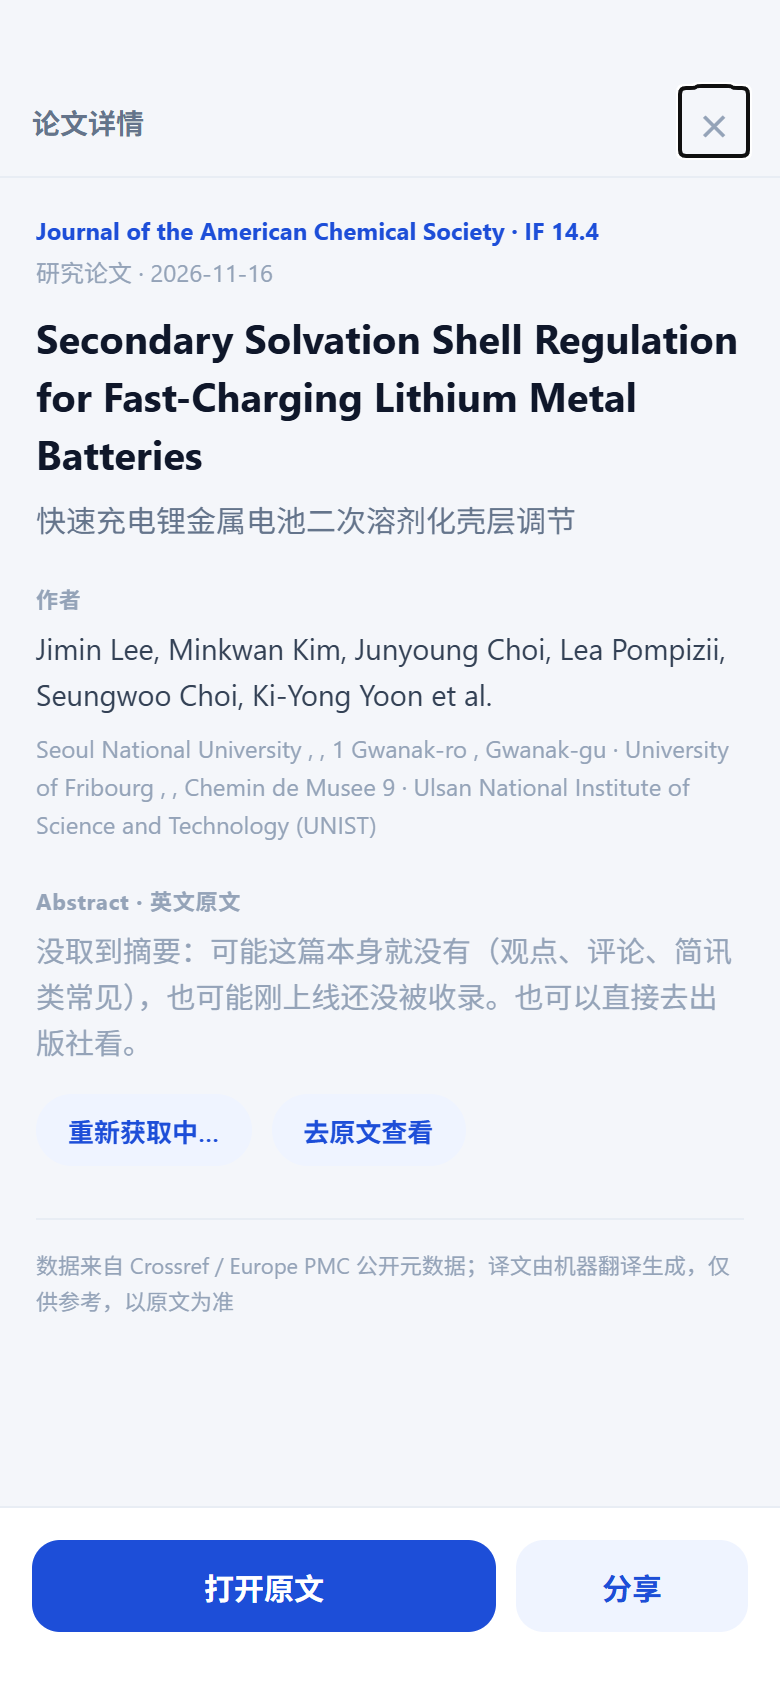 论文详情
×
Journal of the American Chemical Society · IF 14.4
研究论文 · 2026-11-16
Secondary Solvation Shell Regulation
for Fast-Charging Lithium Metal
Batteries
快速充电锂金属电池二次溶剂化壳层调节
作者
Jimin Lee, Minkwan Kim, Junyoung Choi, Lea Pompizii,
Seungwoo Choi, Ki-Yong Yoon et al.
Seoul National University , , 1 Gwanak-ro , Gwanak-gu · University
of Fribourg , , Chemin de Musee 9 · Ulsan National Institute of
Science and Technology (UNIST)
Abstract · 英文原文
没取到摘要：可能这篇本身就没有（观点、评论、简讯
类常见），也可能刚上线还没被收录。也可以直接去出
版社看。
重新获取中...
去原文查看
数据来自 Crossref / Europe PMC 公开元数据；译文由机器翻译生成，仅
供参考，以原文为准
打开原文
分享